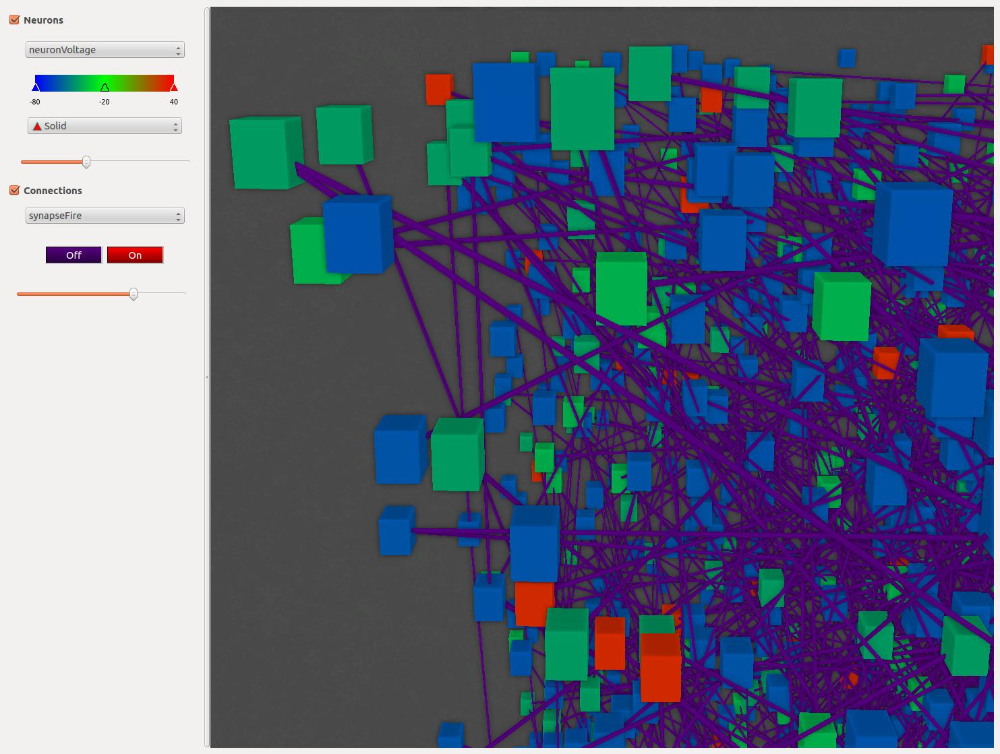 Neurons
neuronVoltage
-80 -20 40
Solid
Connections
synapseFire
Off On